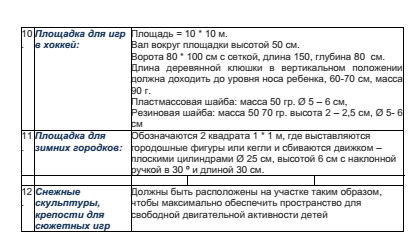 10. Площадка для игр в хоккей:
Площадь = 10 * 10 м.
Вал вокруг площадки высотой 50 см.
Ворота 80 * 100 см с сеткой, длина 150, глубина 80 см.
Длина деревянной клюшки в вертикальном положении
должна доходить до уровня носа ребенка, 60-70 см, масса
90 г.
Пластмассовая шайба: масса 50 гр. Ø 5 – 6 см,
Резиновая шайба: масса 50 70 гр. высота 2 – 2,5 см, Ø 5- 6
см
11. Площадка для зимних городков:
Обозначаются 2 квадрата 1 * 1 м, где выставляются
городошные фигуры или кегли и сбиваются движком –
плоскими цилиндрами Ø 25 см, высотой 6 см с наклонной
ручкой в 30 º и длиной 30 см.
12. Снежные скульптуры, крепости для сюжетных игр
Должны быть расположены на участке таким образом,
чтобы максимально обеспечить пространство для
свободной двигательной активности детей